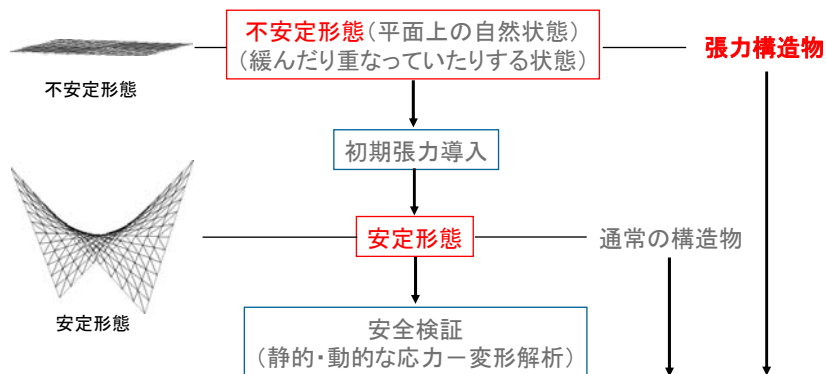 不安定形態(平面上の自然状態)
(緩んだり重なっていたりする状態)
張力構造物
不安定形態
初期張力導入
安定形態
通常の構造物
安定形態
安全検証
(静的・動的な応力－変形解析)